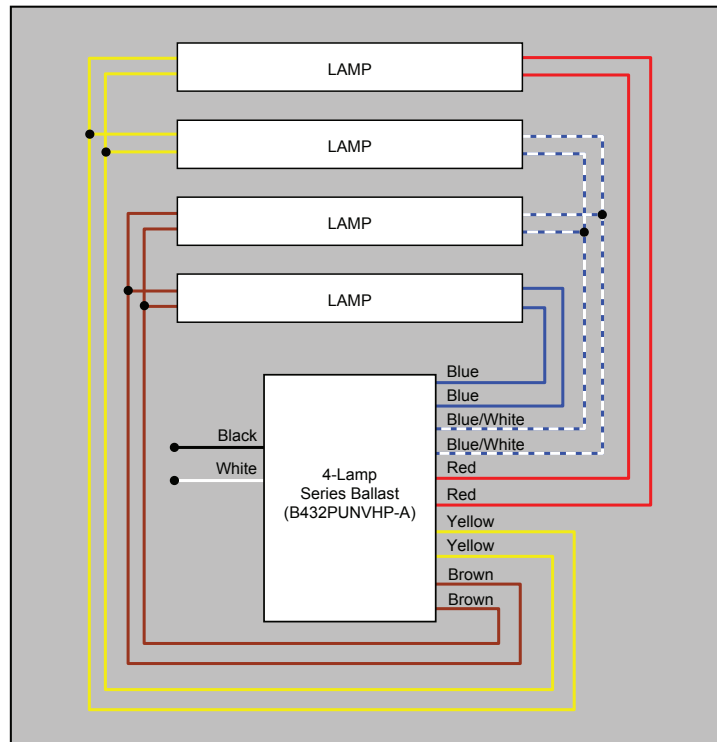 LAMP
LAMP
LAMP
LAMP
Blue
Blue
Blue/White
Blue/White
Red
Red
Yellow
Yellow
Brown
Brown
Black
White
4-Lamp
Series Ballast
(B432PUNVHP-A)